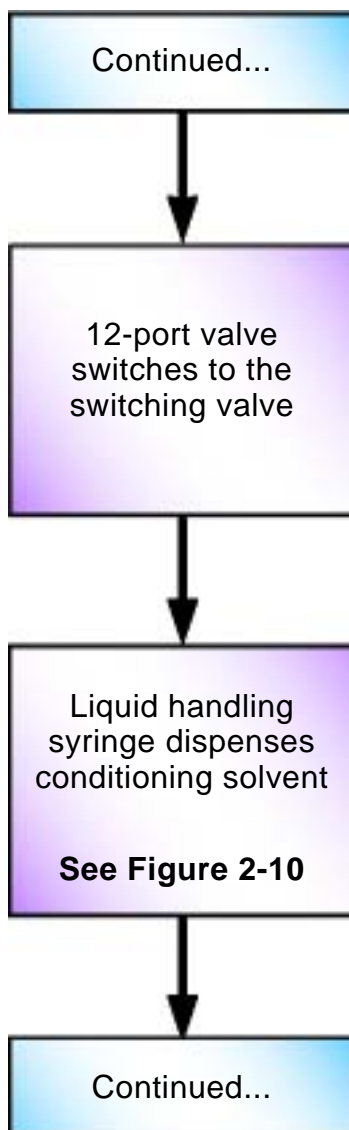 Continued...
12-port valve
switches to the
switching valve
Liquid handling
syringe dispenses
conditioning solvent
See Figure 2-10
Continued...